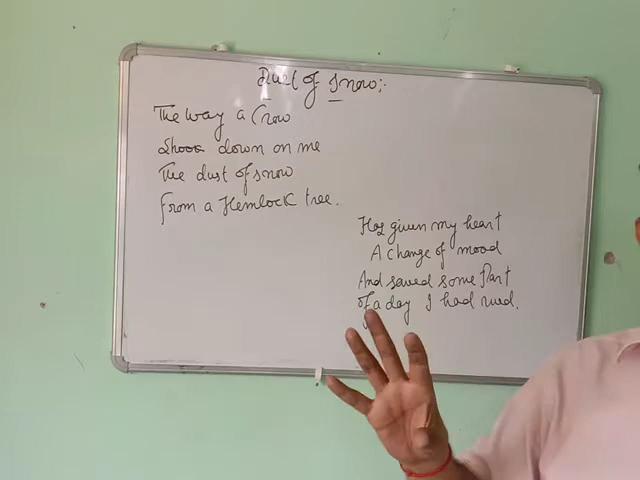 Dust of Snow:-
The way a Crow
Shook down on me
The dust of snow
From a Hemlock tree.
Has given my heart
A change of mood
And saved some Part
Of a day I had rued.